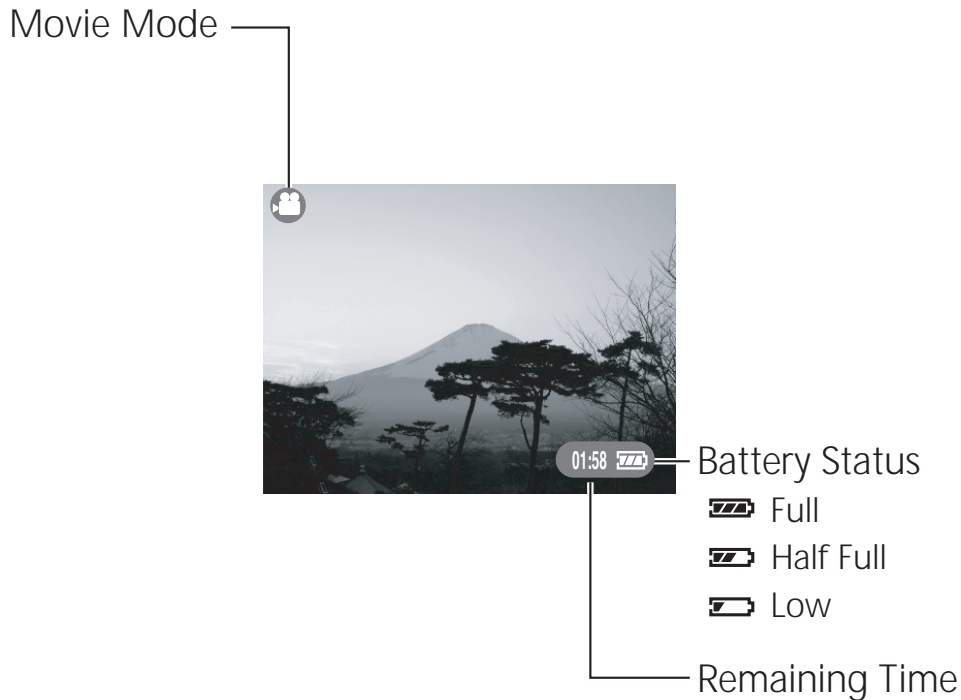 Movie Mode
01:58
Battery Status
Full
Half Full
Low
Remaining Time